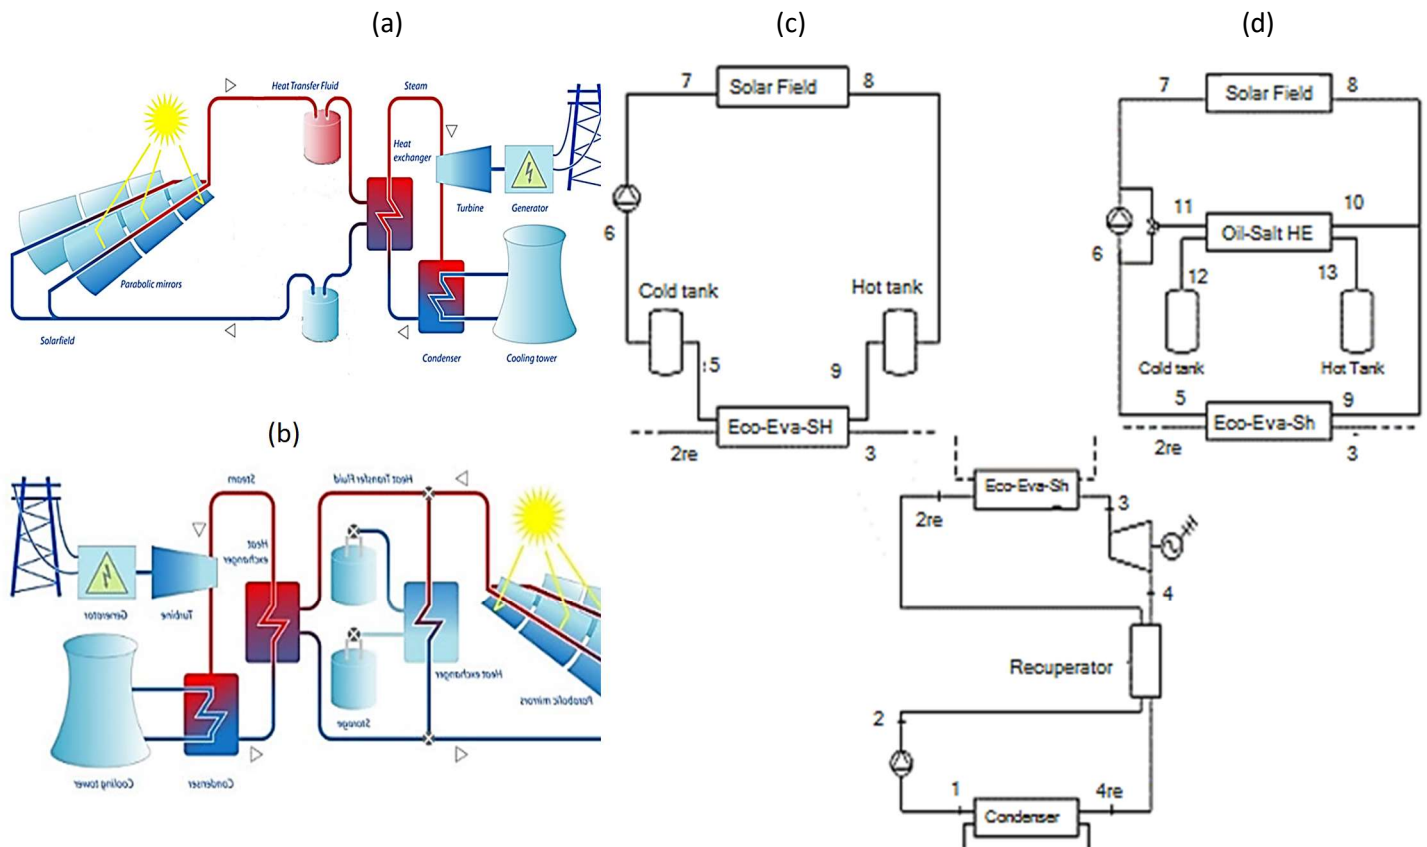 (a)
Heat Transfer Fluid
Steam
Heat
exchanger
Turbine
Generator
Parabolic mirrors
Solarfield
Condenser
Cooling tower
(b)
Steam
Heat Transfer Fluid
Heat
exchanger
Generator
Turbine
Heat exchanger
Parabolic mirrors
Storage
Cooling tower
Condenser
(c)
7
Solar Field
8
6
Cold tank
Hot tank
5
9
Eco-Eva-SH
2re
3
(d)
7
Solar Field
8
11
10
6
Oil-Salt HE
12
13
Cold tank
Hot Tank
5
9
Eco-Eva-Sh
2re
3
Eco-Eva-Sh
2re
3
4
Recuperator
2
1
4re
Condenser